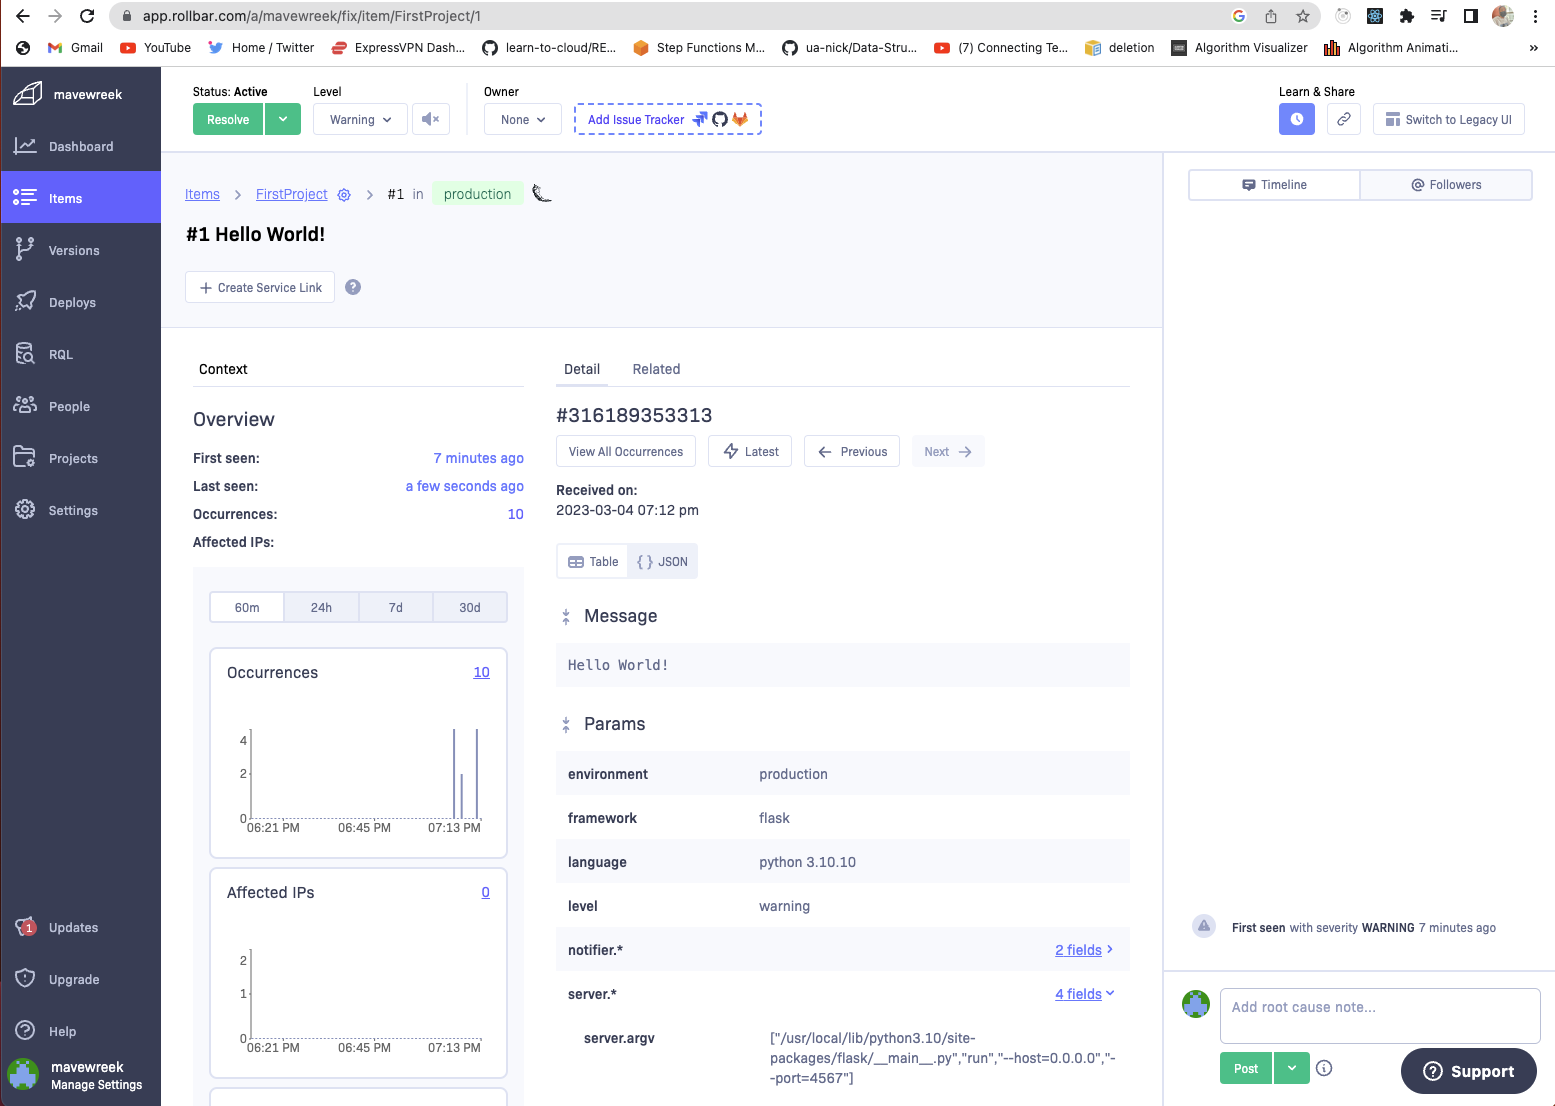 app.rollbar.com/a/mavewreek/fix/item/FirstProject/1
Gmail
YouTube
Home / Twitter
ExpressVPN Dash...
learn-to-cloud/RE...
Step Functions M...
ua-nick/Data-Stru...
(7) Connecting Te...
deletion
Algorithm Visualizer
Algorithm Animati...
»
mavewreek
Dashboard
Items
Versions
Deploys
RQL
People
Projects
Settings
1
Updates
Upgrade
Help
mavewreek
Manage Settings
Status: Active
Resolve
Level
Warning
Owner
None
Add Issue Tracker
Learn & Share
Switch to Legacy UI
Items > FirstProject > #1 in production
#1 Hello World!
+ Create Service Link ?
Context
Overview
First seen: 7 minutes ago
Last seen: a few seconds ago
Occurrences: 10
Affected IPs:
60m 24h 7d 30d
Occurrences 10
4
2
0
06:21 PM 06:45 PM 07:13 PM
Affected IPs 0
2
1
0
06:21 PM 06:45 PM 07:13 PM
Detail Related
#316189353313
View All Occurrences Latest ← Previous Next →
Received on:
2023-03-04 07:12 pm
Table { } JSON
Message
Hello World!
Params
environment production
framework flask
language python 3.10.10
level warning
notifier.* 2 fields >
server.* 4 fields
server.argv ["/usr/local/lib/python3.10/site-
packages/flask/__main__.py","run","--host=0.0.0.0","-
-port=4567"]
Timeline @ Followers
First seen with severity WARNING 7 minutes ago
Add root cause note...
Post
? Support